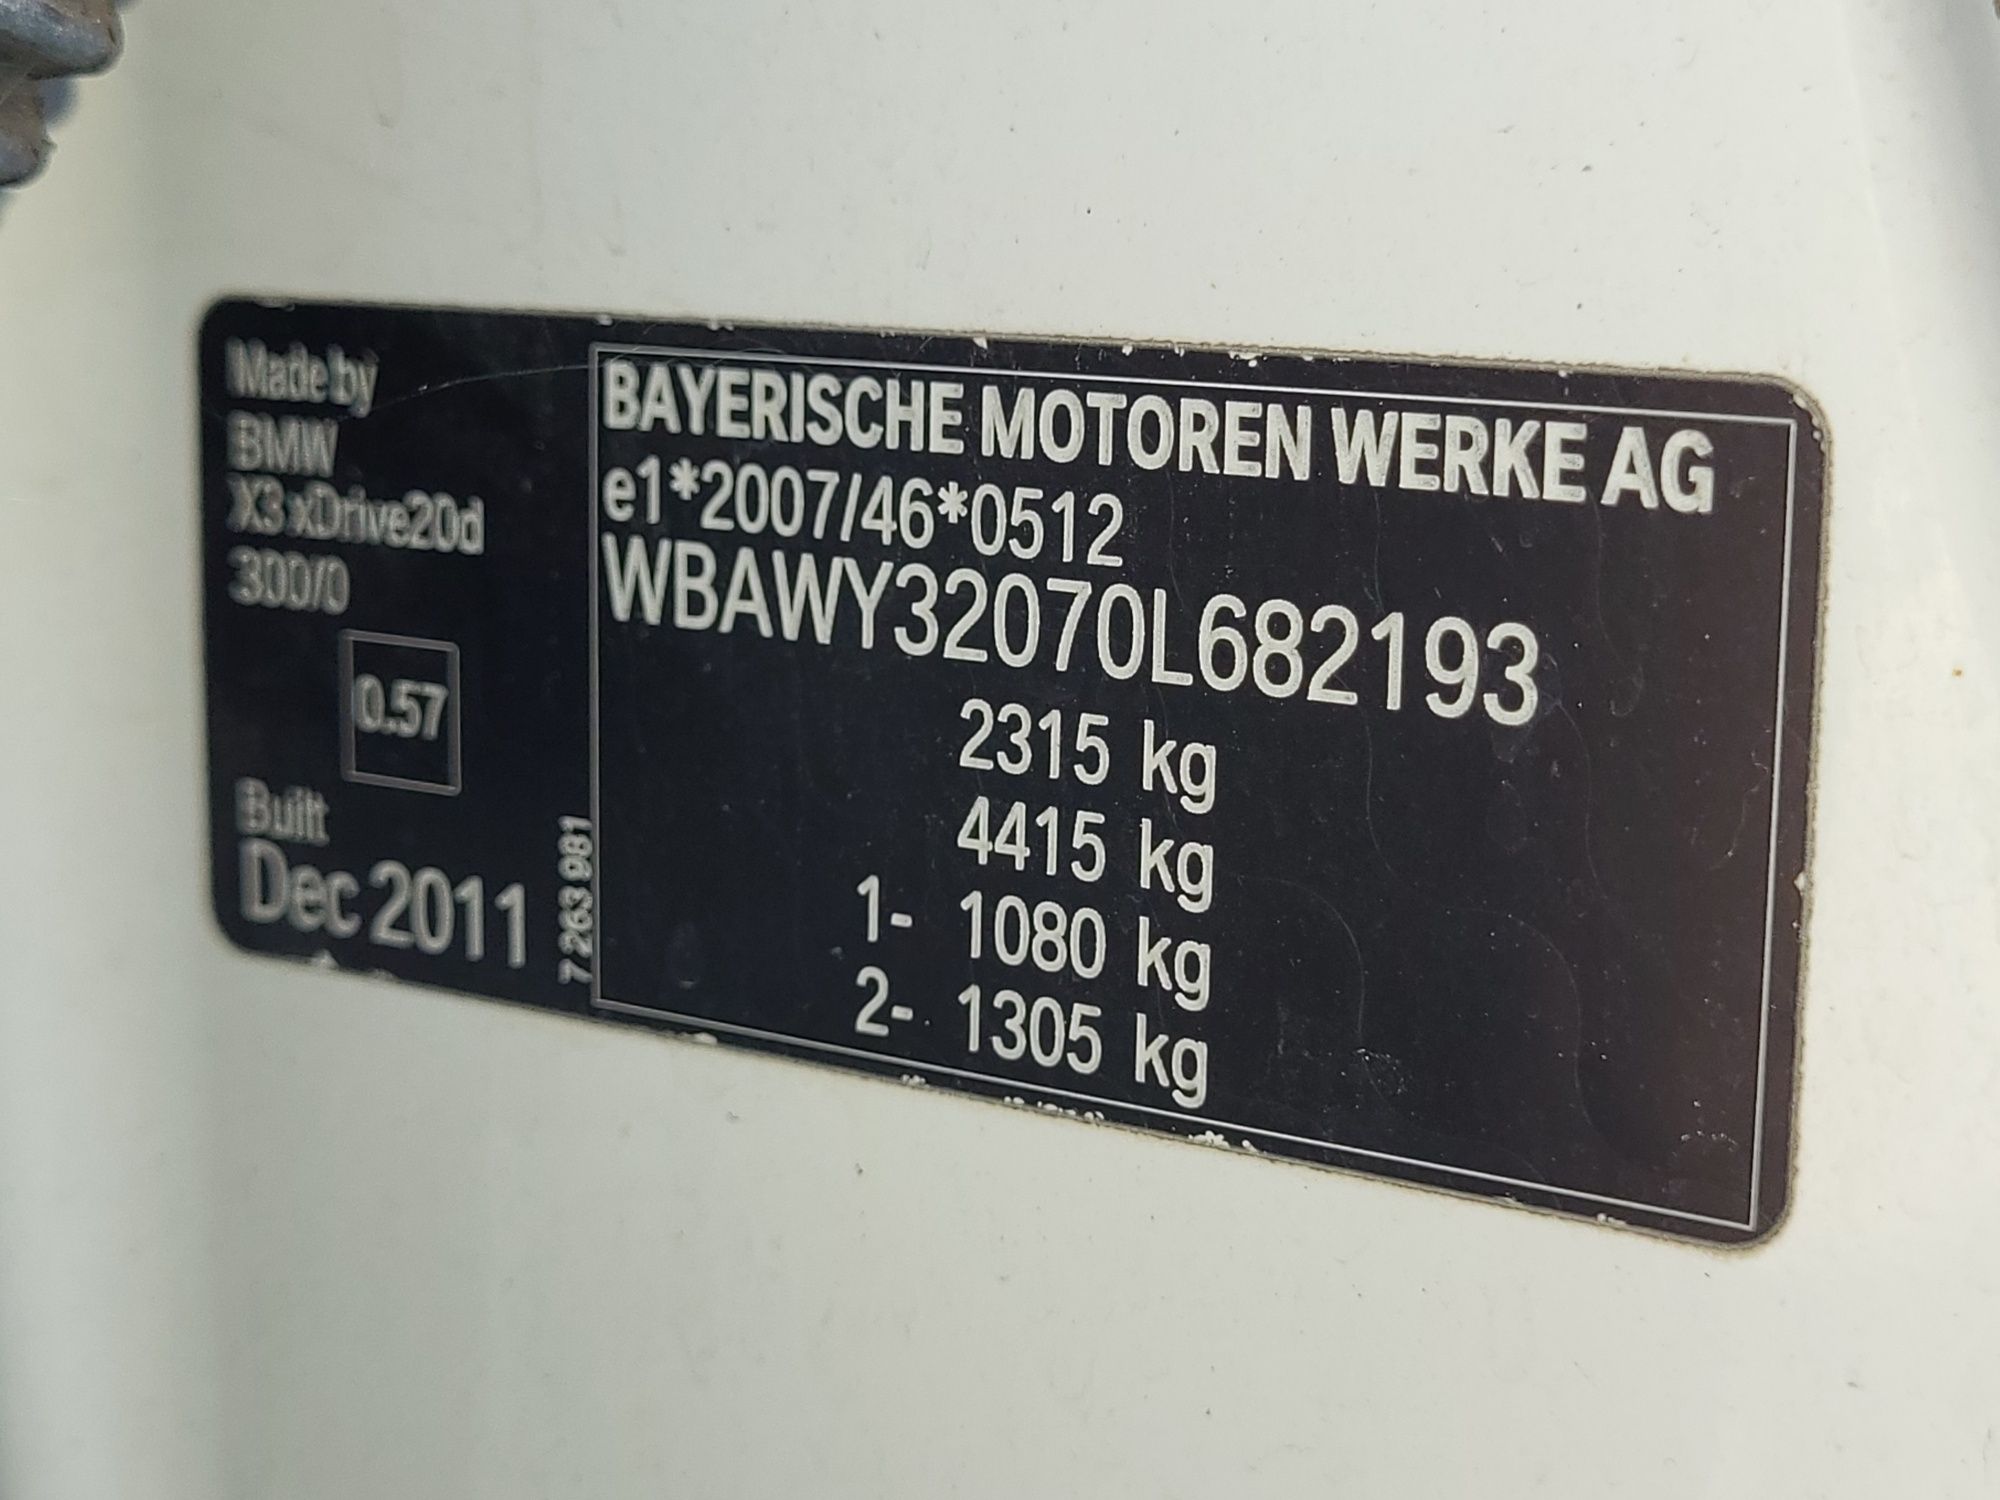 Made by
BMW
X3 xDrive20d
300/0
0.57
Built
Dec 2011
7 263 981
BAYERISCHE MOTOREN WERKE AG
e1*2007/46*0512
WBAWY32070L682193
2315 kg
4415 kg
1- 1080 kg
2- 1305 kg